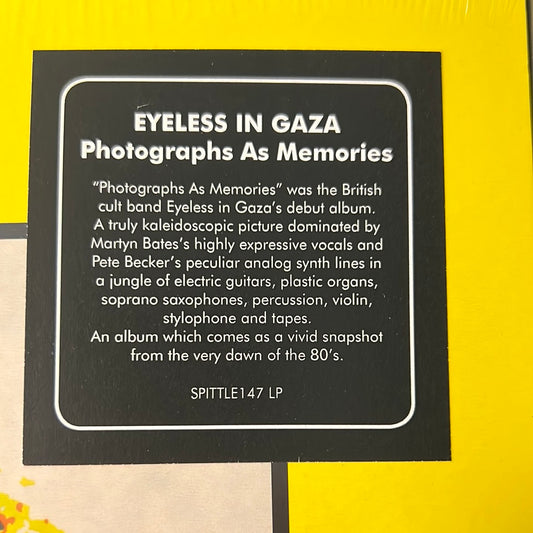 EYELESS IN GAZA
Photographs As Memories
"Photographs As Memories" was the British
cult band Eyeless in Gaza's debut album.
A truly kaleidoscopic picture dominated by
Martyn Bates's highly expressive vocals and
Pete Becker's peculiar analog synth lines in
a jungle of electric guitars, plastic organs,
soprano saxophones, percussion, violin,
stylophone and tapes.
An album which comes as a vivid snapshot
from the very dawn of the 80's.
SPITTLE147 LP